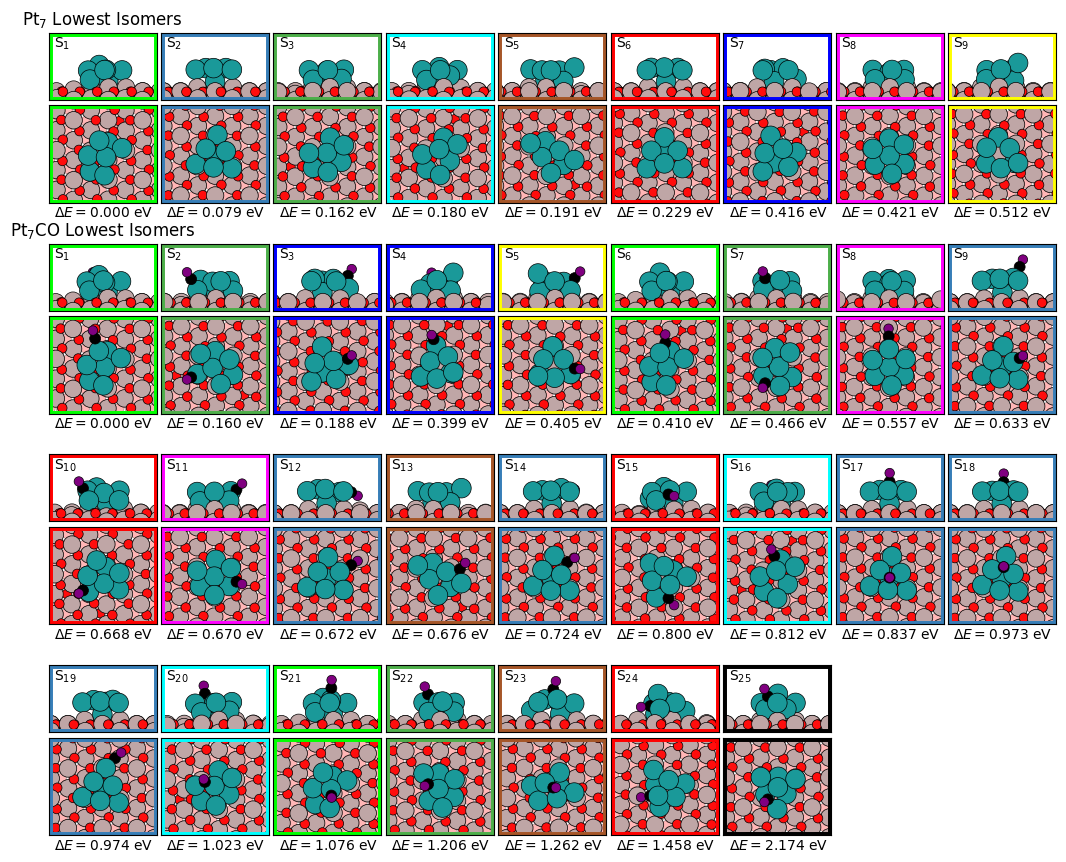 Pt₇ Lowest Isomers
S₁ S₂ S₃ S₄ S₅ S₆ S₇ S₈ S₉
ΔE = 0.000 eV ΔE = 0.079 eV ΔE = 0.162 eV ΔE = 0.180 eV ΔE = 0.191 eV ΔE = 0.229 eV ΔE = 0.416 eV ΔE = 0.421 eV ΔE = 0.512 eV
Pt₇CO Lowest Isomers
S₁ S₂ S₃ S₄ S₅ S₆ S₇ S₈ S₉
ΔE = 0.000 eV ΔE = 0.160 eV ΔE = 0.188 eV ΔE = 0.399 eV ΔE = 0.405 eV ΔE = 0.410 eV ΔE = 0.466 eV ΔE = 0.557 eV ΔE = 0.633 eV
S₁₀ S₁₁ S₁₂ S₁₃ S₁₄ S₁₅ S₁₆ S₁₇ S₁₈
ΔE = 0.668 eV ΔE = 0.670 eV ΔE = 0.672 eV ΔE = 0.676 eV ΔE = 0.724 eV ΔE = 0.800 eV ΔE = 0.812 eV ΔE = 0.837 eV ΔE = 0.973 eV
S₁₉ S₂₀ S₂₁ S₂₂ S₂₃ S₂₄ S₂₅
ΔE = 0.974 eV ΔE = 1.023 eV ΔE = 1.076 eV ΔE = 1.206 eV ΔE = 1.262 eV ΔE = 1.458 eV ΔE = 2.174 eV